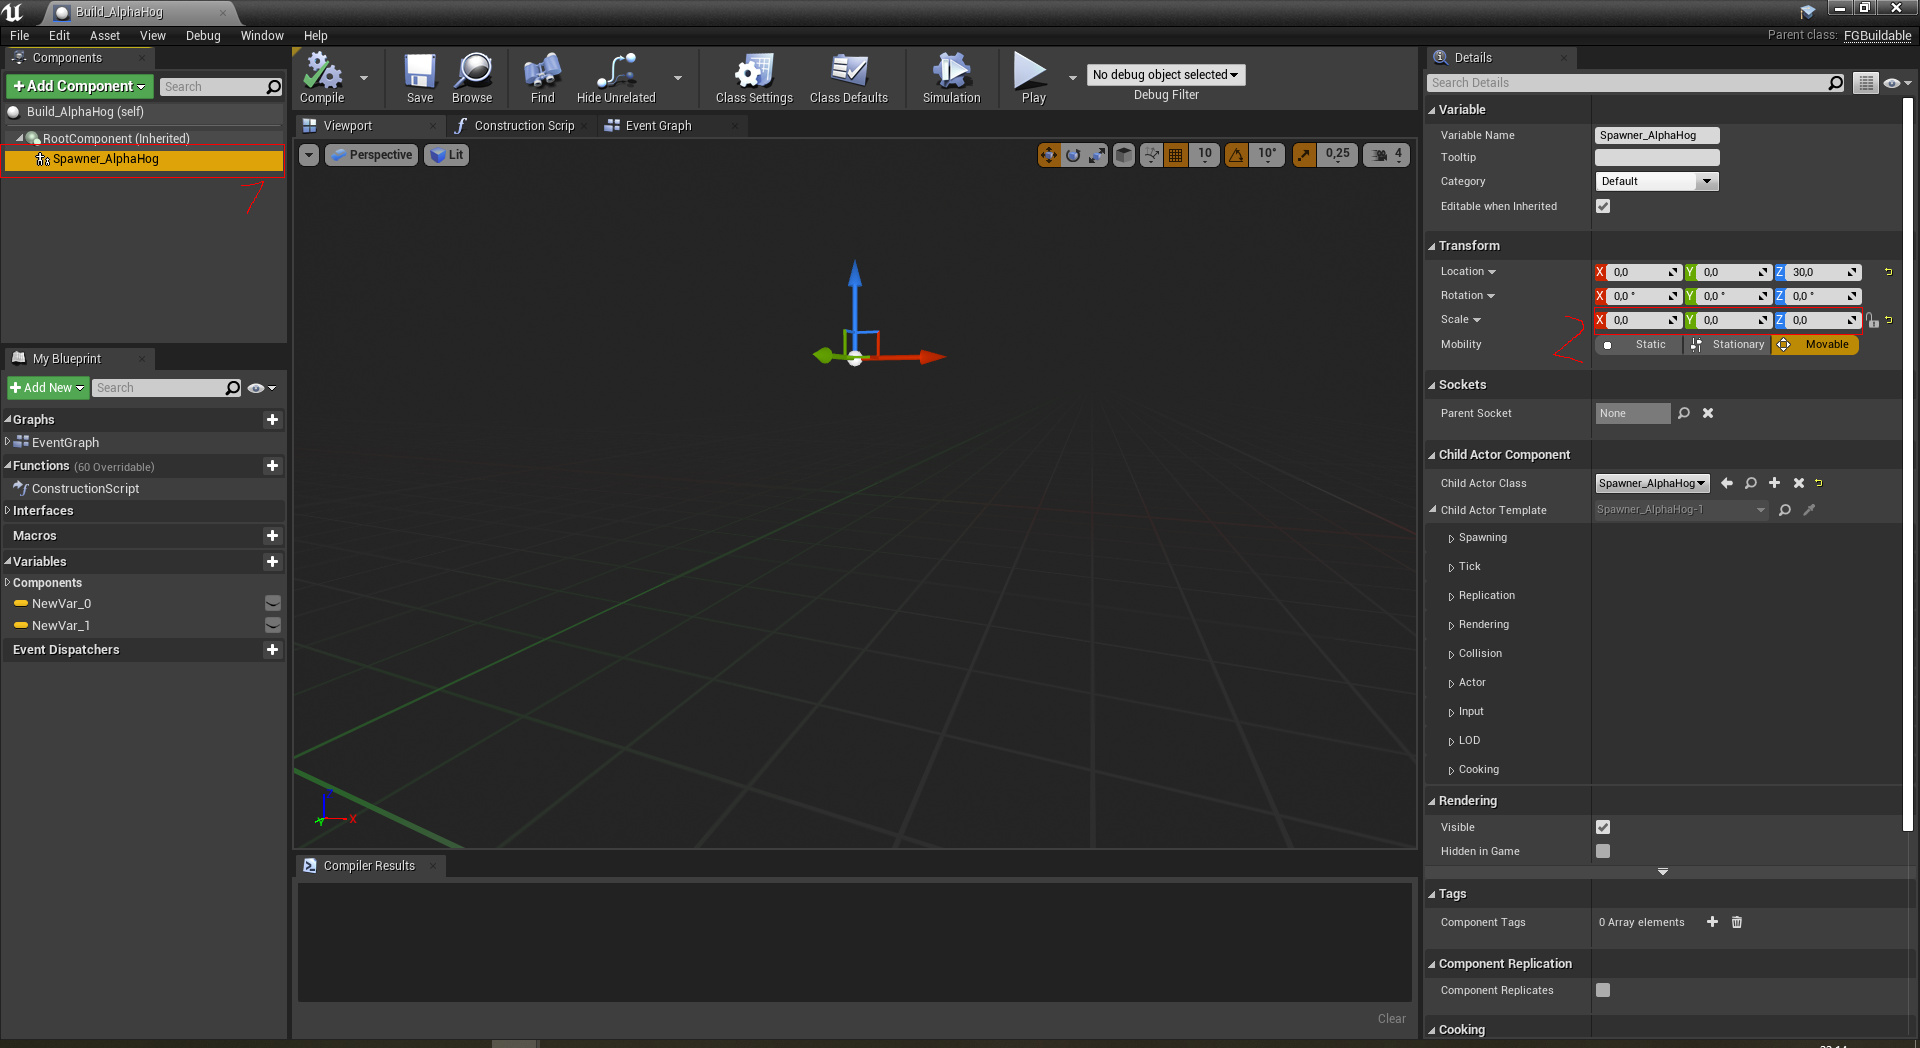 Build_AlphaHog
File Edit Asset View Debug Window Help
Parent class: FGBuildable
Components
+ Add Component
Search
Build_AlphaHog (self)
RootComponent (Inherited)
Spawner_AlphaHog
1
My Blueprint
+ Add New
Search
Graphs
EventGraph
Functions (60 Overridable)
ConstructionScript
Interfaces
Macros
Variables
Components
NewVar_0
NewVar_1
Event Dispatchers
Compile
Save
Browse
Find
Hide Unrelated
Class Settings
Class Defaults
Simulation
Play
No debug object selected
Debug Filter
Viewport
Construction Scrip
Event Graph
Perspective
Lit
10
10°
0,25
4
Z
X
Y
Compiler Results
Clear
Details
Search Details
Variable
Variable Name Spawner_AlphaHog
Tooltip
Category Default
Editable when Inherited
Transform
Location X 0,0 Y 0,0 Z 30,0
Rotation X 0,0 ° Y 0,0 ° Z 0,0 °
Scale X 0,0 Y 0,0 Z 0,0
2
Mobility Static Stationary Movable
Sockets
Parent Socket None
Child Actor Component
Child Actor Class Spawner_AlphaHog
Child Actor Template Spawner_AlphaHog-1
Spawning
Tick
Replication
Rendering
Collision
Actor
Input
LOD
Cooking
Rendering
Visible
Hidden in Game
Tags
Component Tags 0 Array elements
Component Replication
Component Replicates
Cooking